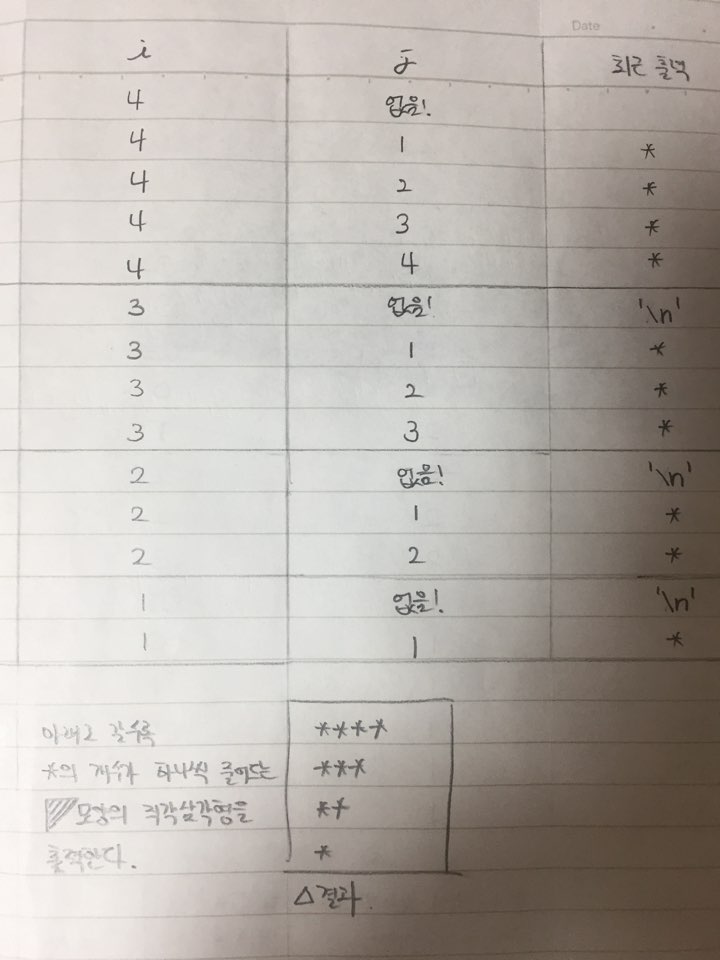 Date
i j 최근 출력
4 없음!
4 1 *
4 2 *
4 3 *
4 4 *
3 없음! '\n'
3 1 *
3 2 *
3 3 *
2 없음! '\n'
2 1 *
2 2 *
1 없음! '\n'
1 1 *
아래로 갈수록 ****
*의 개수가 하나씩 줄어드는 ***
모양의 직각삼각형을 **
출력한다. *
△결과.